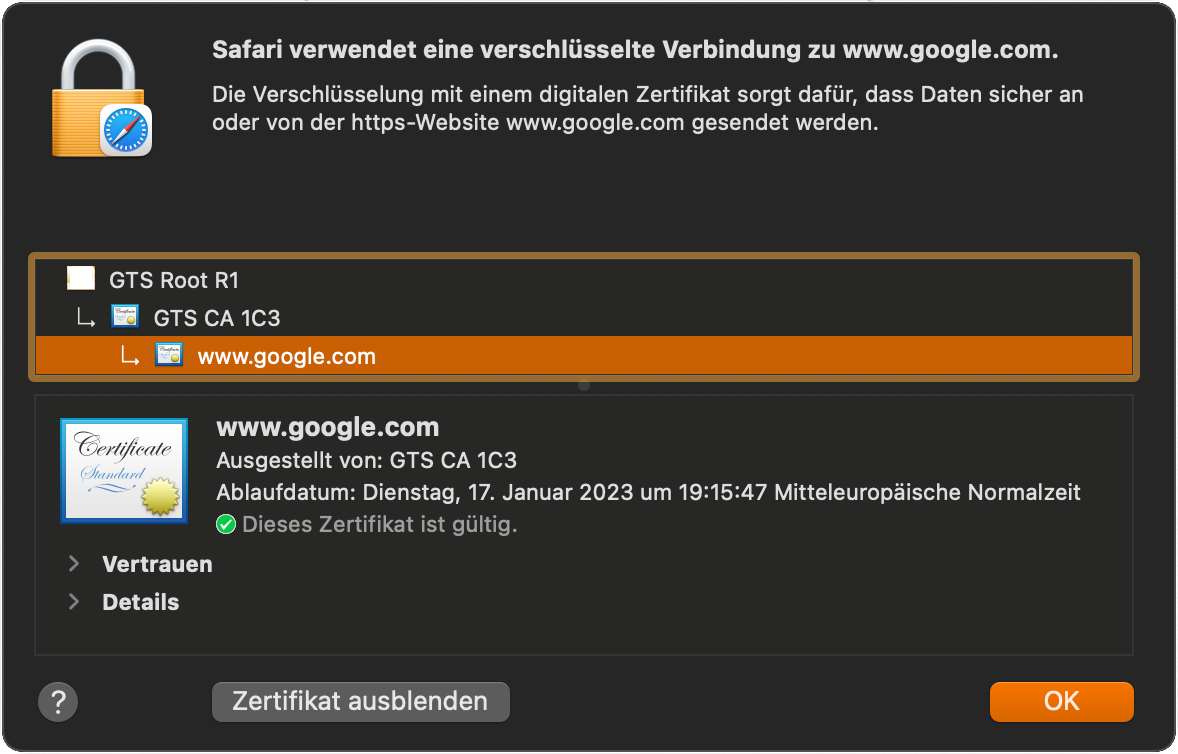 Safari verwendet eine verschlüsselte Verbindung zu www.google.com.
Die Verschlüsselung mit einem digitalen Zertifikat sorgt dafür, dass Daten sicher an
oder von der https-Website www.google.com gesendet werden.
GTS Root R1
GTS CA 1C3
www.google.com
Certificate
Standard
www.google.com
Ausgestellt von: GTS CA 1C3
Ablaufdatum: Dienstag, 17. Januar 2023 um 19:15:47 Mitteleuropäische Normalzeit
Dieses Zertifikat ist gültig.
Vertrauen
Details
?
Zertifikat ausblenden
OK